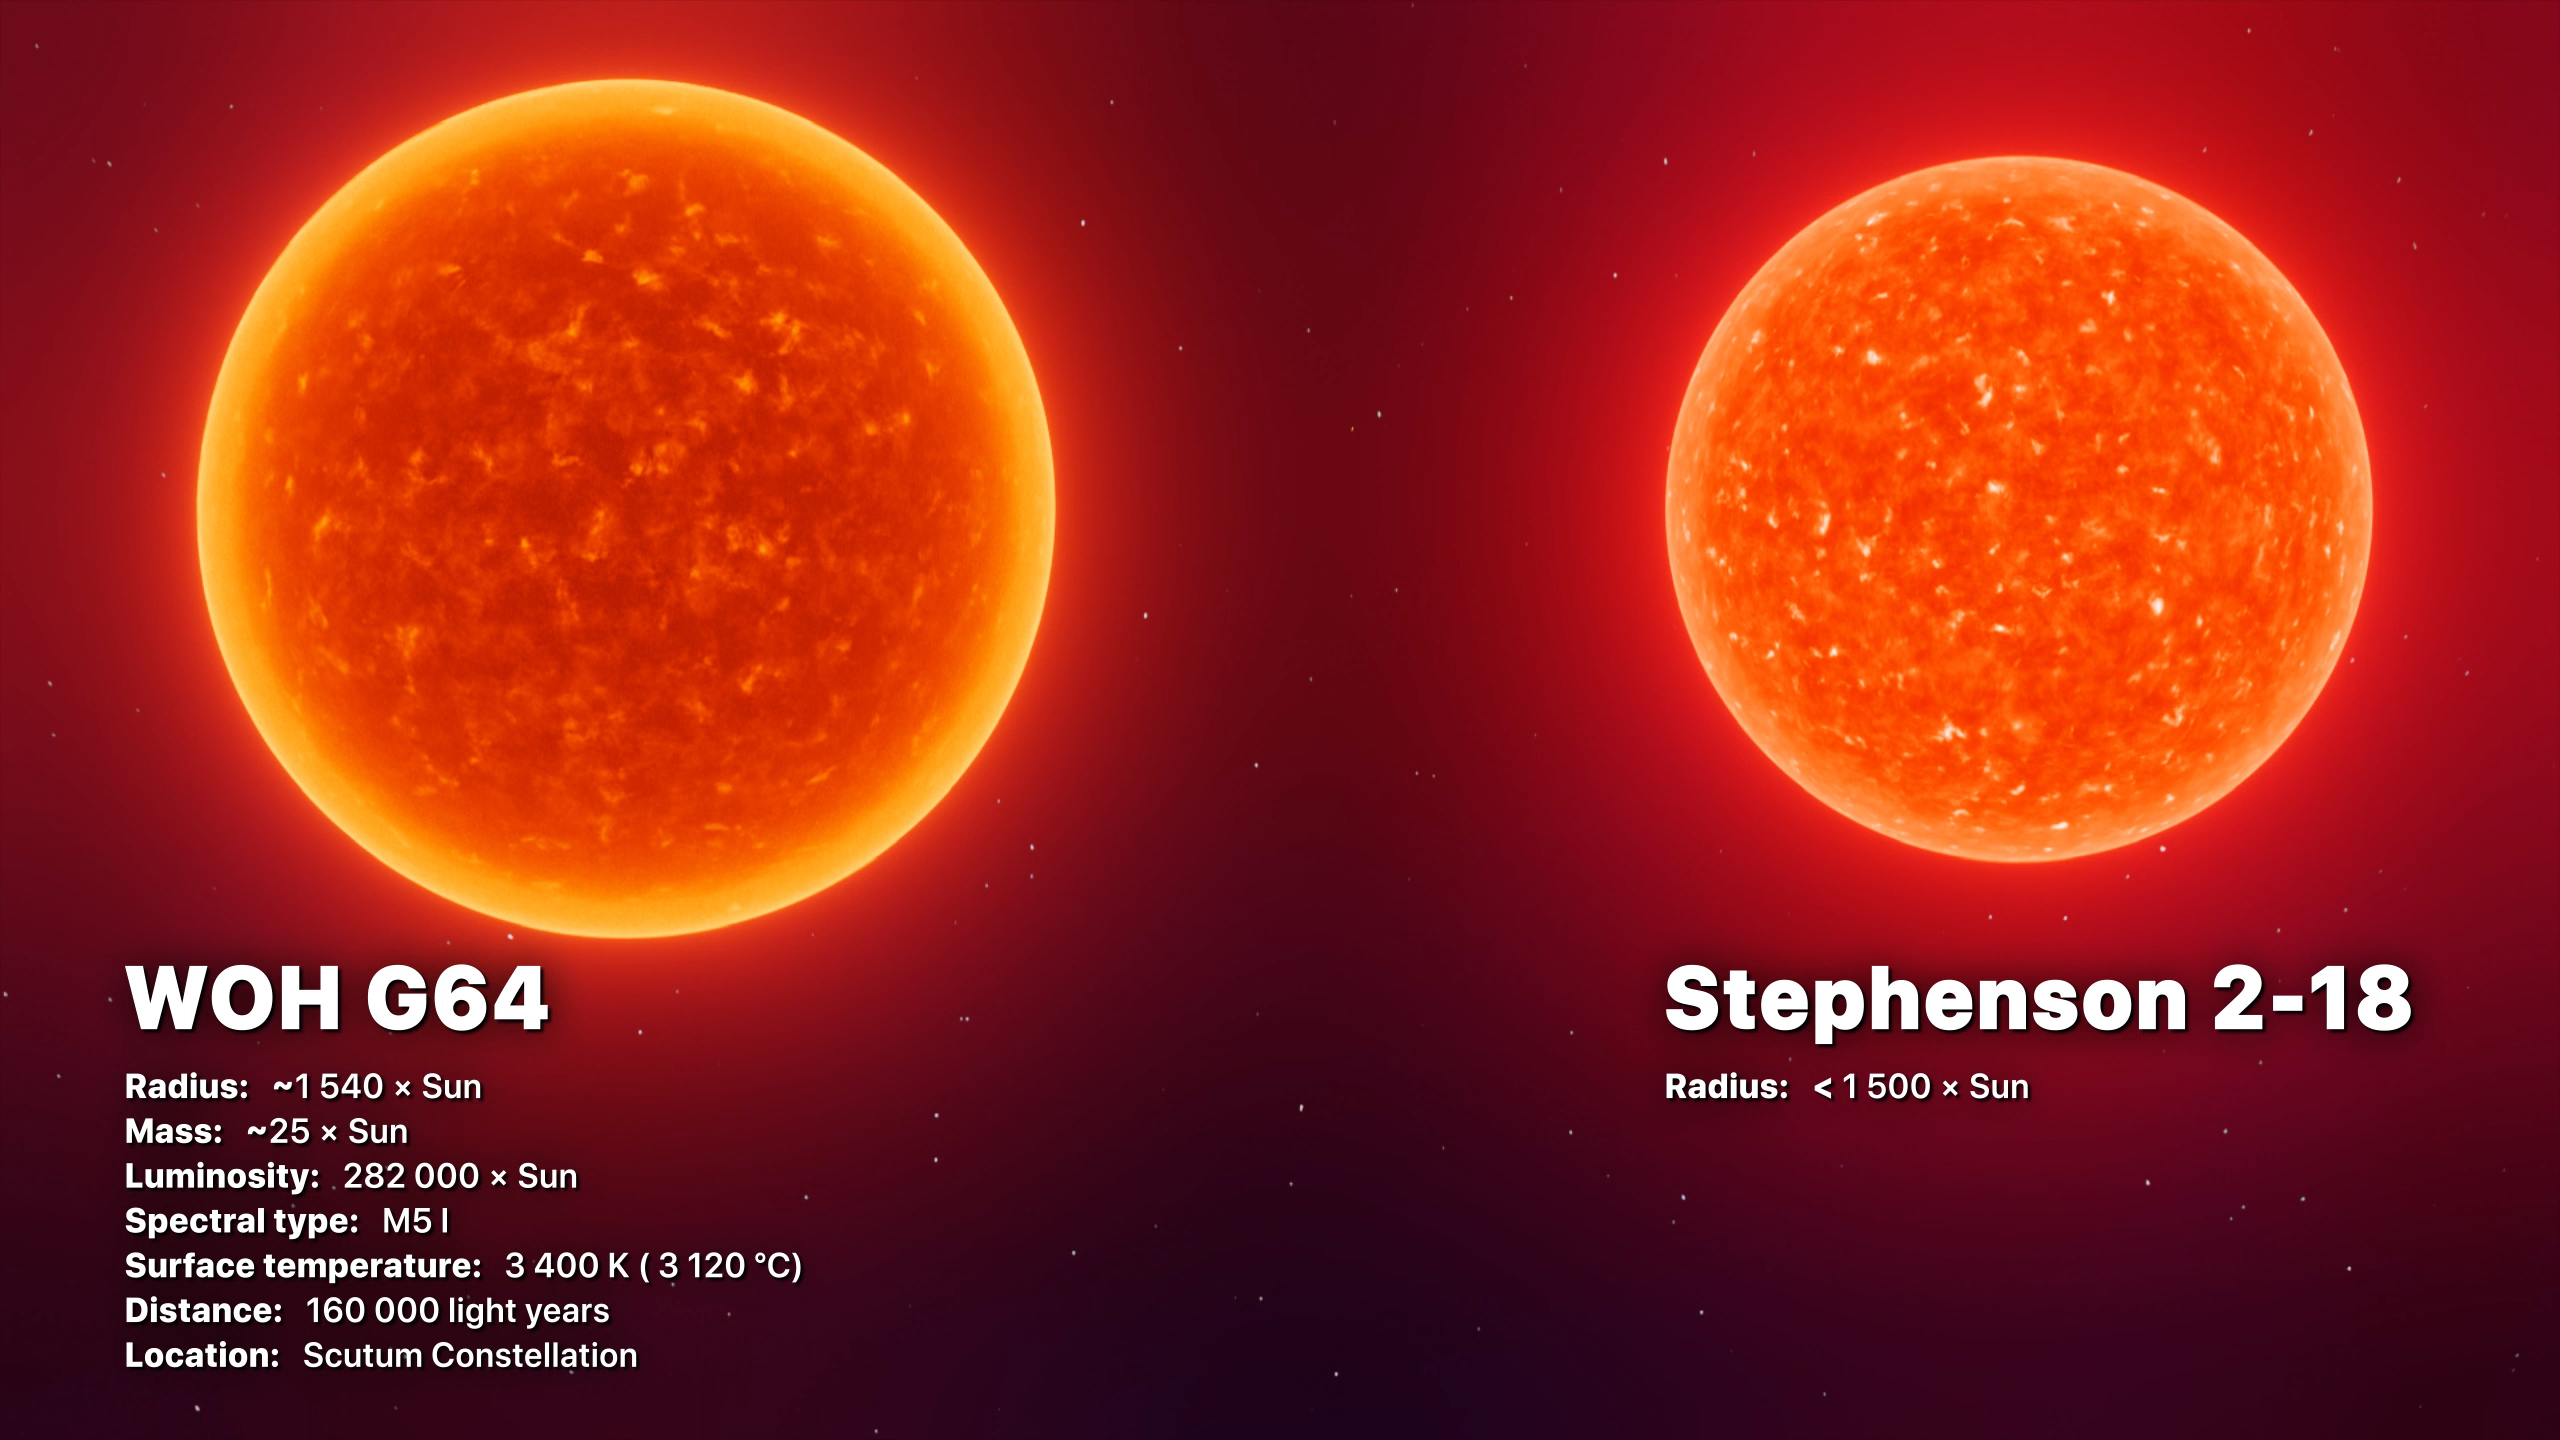 WOH G64
Radius: ~1 540 × Sun
Mass: ~25 × Sun
Luminosity: 282 000 × Sun
Spectral type: M5 I
Surface temperature: 3 400 K ( 3 120 °C)
Distance: 160 000 light years
Location: Scutum Constellation
Stephenson 2-18
Radius: < 1 500 × Sun